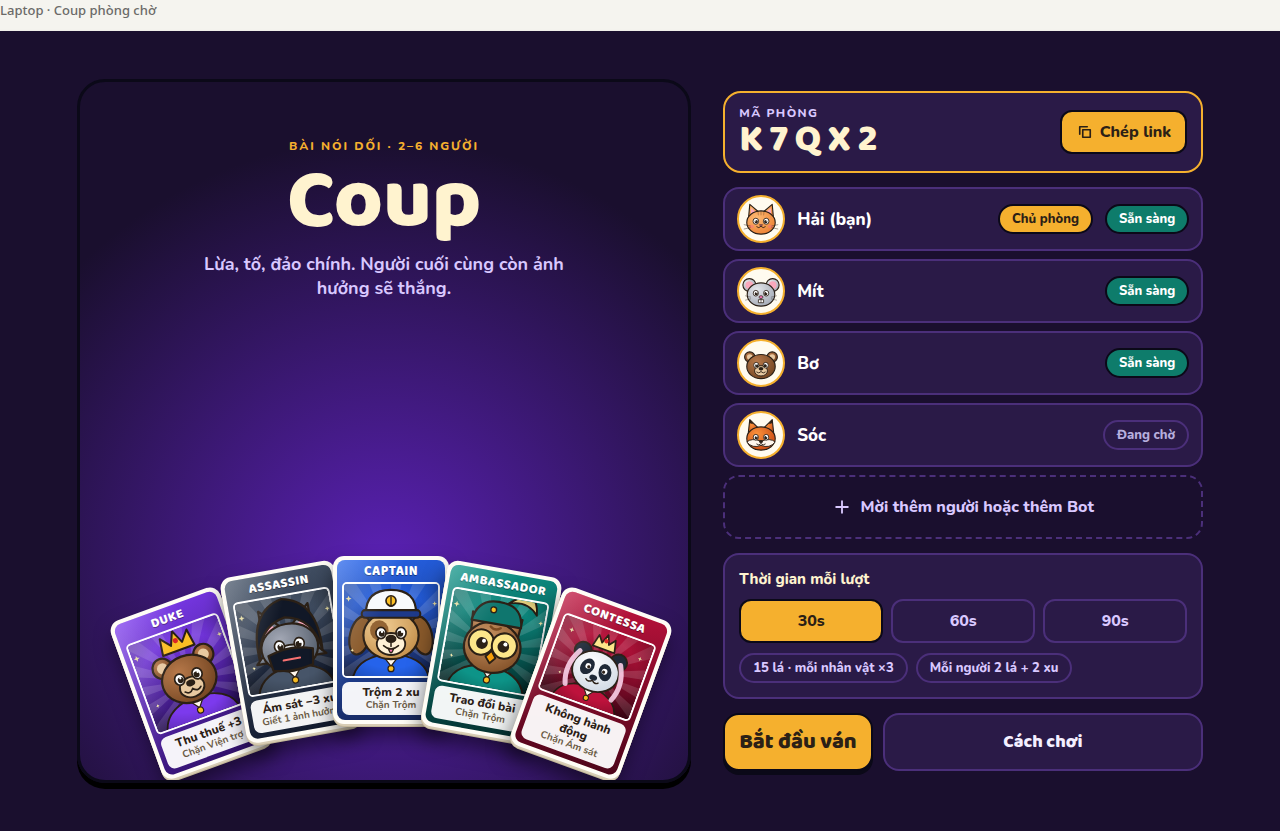 Laptop · Coup phòng chờ
BÀI NÓI DỐI · 2–6 NGƯỜI
Coup
Lừa, tố, đảo chính. Người cuối cùng còn ảnh
hưởng sẽ thắng.
DUKE
Thu thuế +3
Chặn Viện trợ
ASSASSIN
Ám sát −3 xu
Giết 1 ảnh hưởng
CAPTAIN
Trộm 2 xu
Chặn Trộm
AMBASSADOR
Trao đổi bài
Chặn Trộm
CONTESSA
Không hành
động
Chặn Ám sát
MÃ PHÒNG
K7QX2
Chép link
Hải (bạn)
Chủ phòng
Sẵn sàng
Mít
Sẵn sàng
Bơ
Sẵn sàng
Sóc
Đang chờ
Mời thêm người hoặc thêm Bot
Thời gian mỗi lượt
30s
60s
90s
15 lá · mỗi nhân vật ×3
Mỗi người 2 lá + 2 xu
Bắt đầu ván
Cách chơi